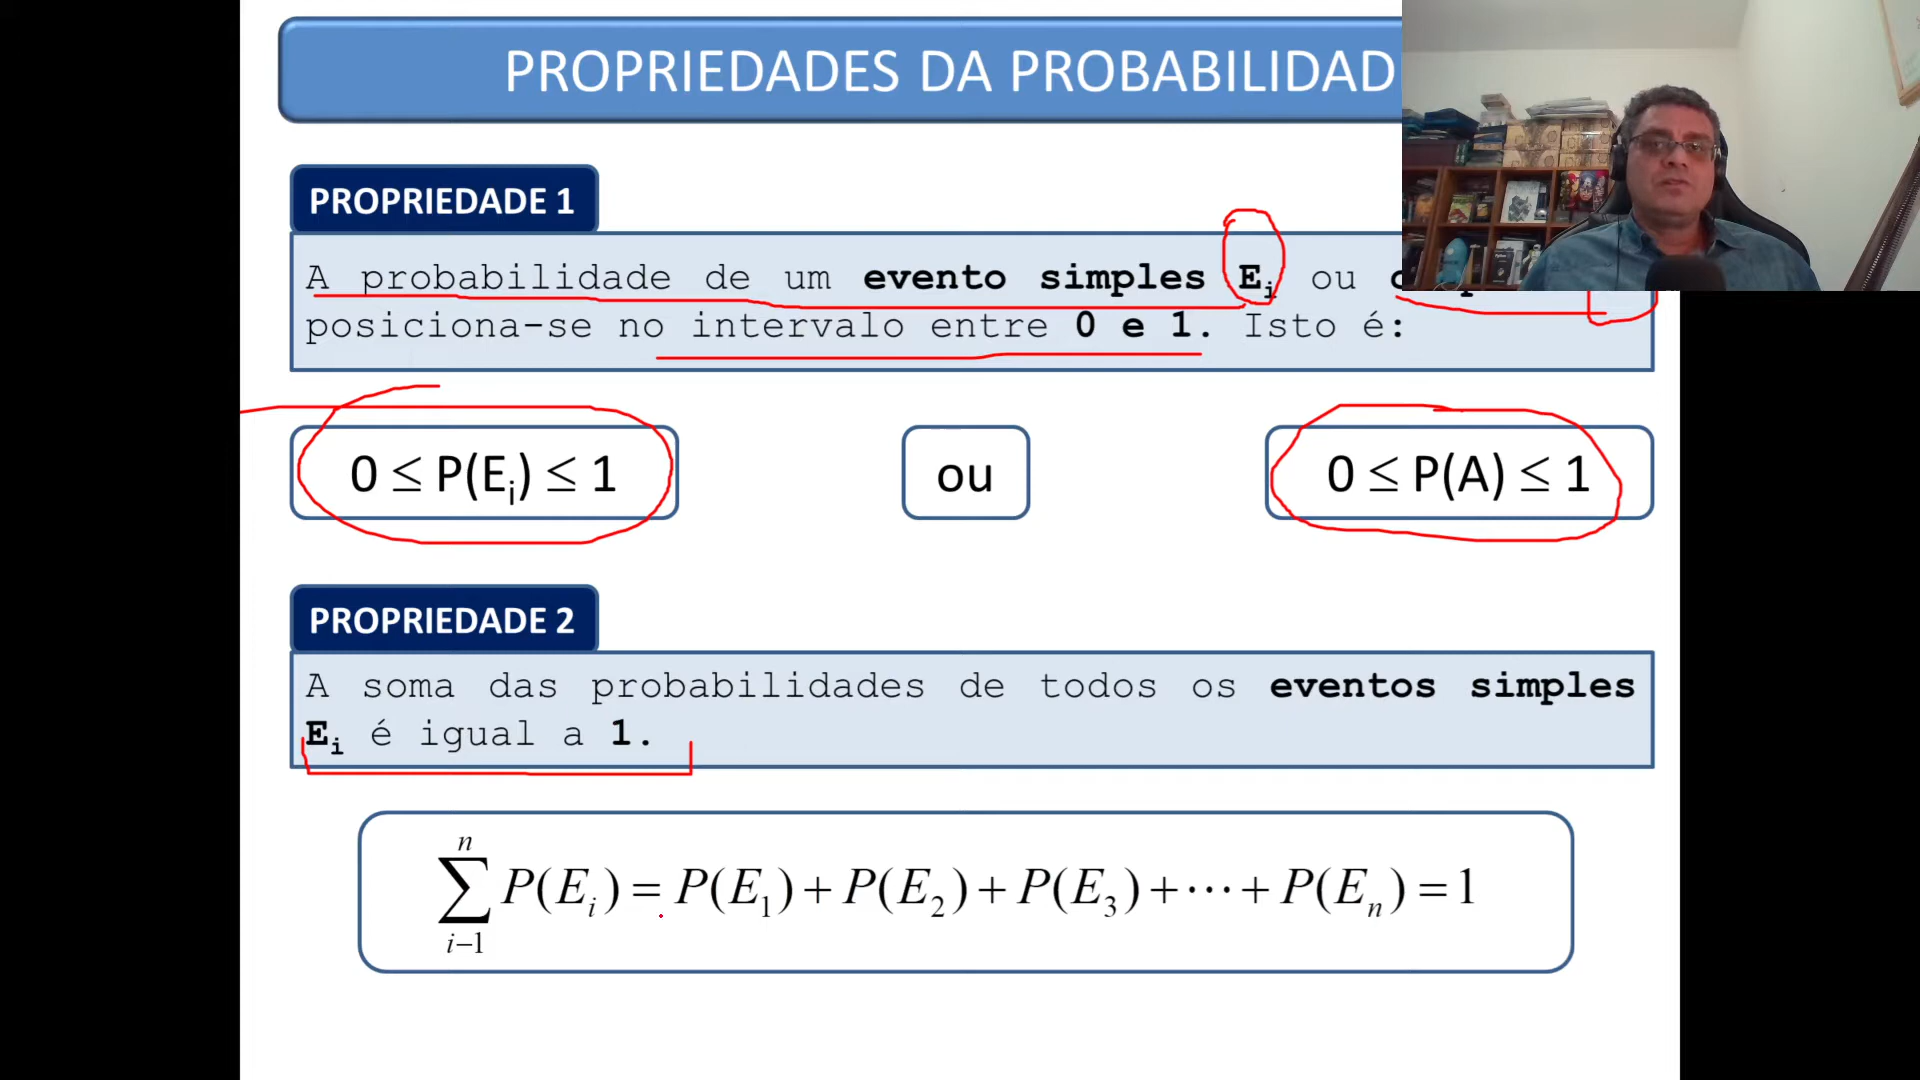 PROPRIEDADES DA PROBABILIDAD
PROPRIEDADE 1
A probabilidade de um evento simples Eᵢ ou
posiciona-se no intervalo entre 0 e 1. Isto é:
0 ≤ P(Eᵢ) ≤ 1 ou 0 ≤ P(A) ≤ 1
PROPRIEDADE 2
A soma das probabilidades de todos os eventos simples
Eᵢ é igual a 1.
n
∑ P(Eᵢ) = P(E₁) + P(E₂) + P(E₃) + ⋯ + P(Eₙ) = 1
i–1